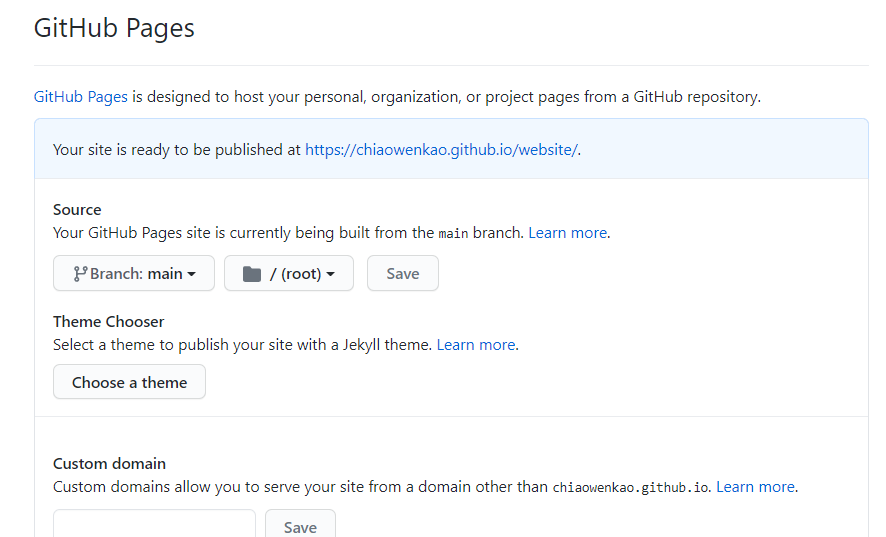 GitHub Pages
GitHub Pages is designed to host your personal, organization, or project pages from a GitHub repository.
Your site is ready to be published at https://chiaowenkao.github.io/website/.
Source
Your GitHub Pages site is currently being built from the main branch. Learn more.
Branch: main / (root) Save
Theme Chooser
Select a theme to publish your site with a Jekyll theme. Learn more.
Choose a theme
Custom domain
Custom domains allow you to serve your site from a domain other than chiaowenkao.github.io. Learn more.
Save